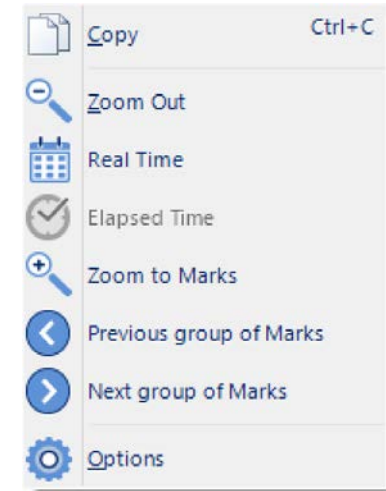 Copy Ctrl+C
Zoom Out
Real Time
Elapsed Time
Zoom to Marks
Previous group of Marks
Next group of Marks
Options